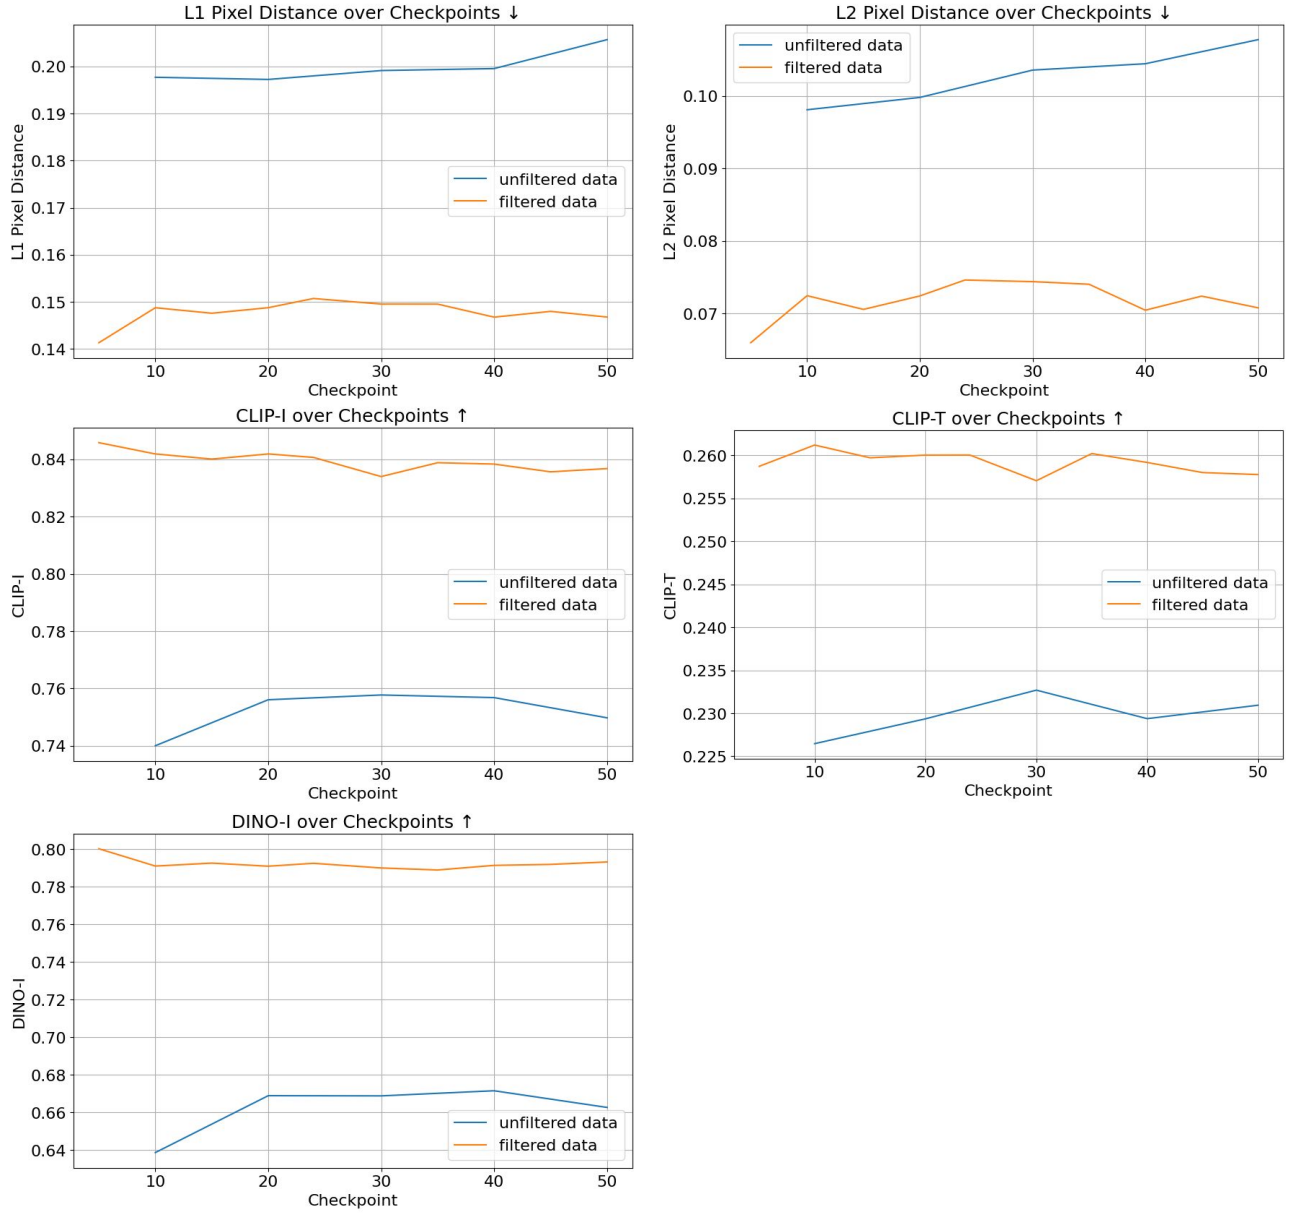 L1 Pixel Distance over Checkpoints ↓
L1 Pixel Distance
0.20
0.19
0.18
0.17
0.16
0.15
0.14
unfiltered data
filtered data
10 20 30 40 50
Checkpoint
L2 Pixel Distance over Checkpoints ↓
L2 Pixel Distance
0.10
0.09
0.08
0.07
unfiltered data
filtered data
10 20 30 40 50
Checkpoint
CLIP-I over Checkpoints ↑
CLIP-I
0.84
0.82
0.80
0.78
0.76
0.74
unfiltered data
filtered data
10 20 30 40 50
Checkpoint
CLIP-T over Checkpoints ↑
CLIP-T
0.260
0.255
0.250
0.245
0.240
0.235
0.230
0.225
unfiltered data
filtered data
10 20 30 40 50
Checkpoint
DINO-I over Checkpoints ↑
DINO-I
0.80
0.78
0.76
0.74
0.72
0.70
0.68
0.66
0.64
unfiltered data
filtered data
10 20 30 40 50
Checkpoint